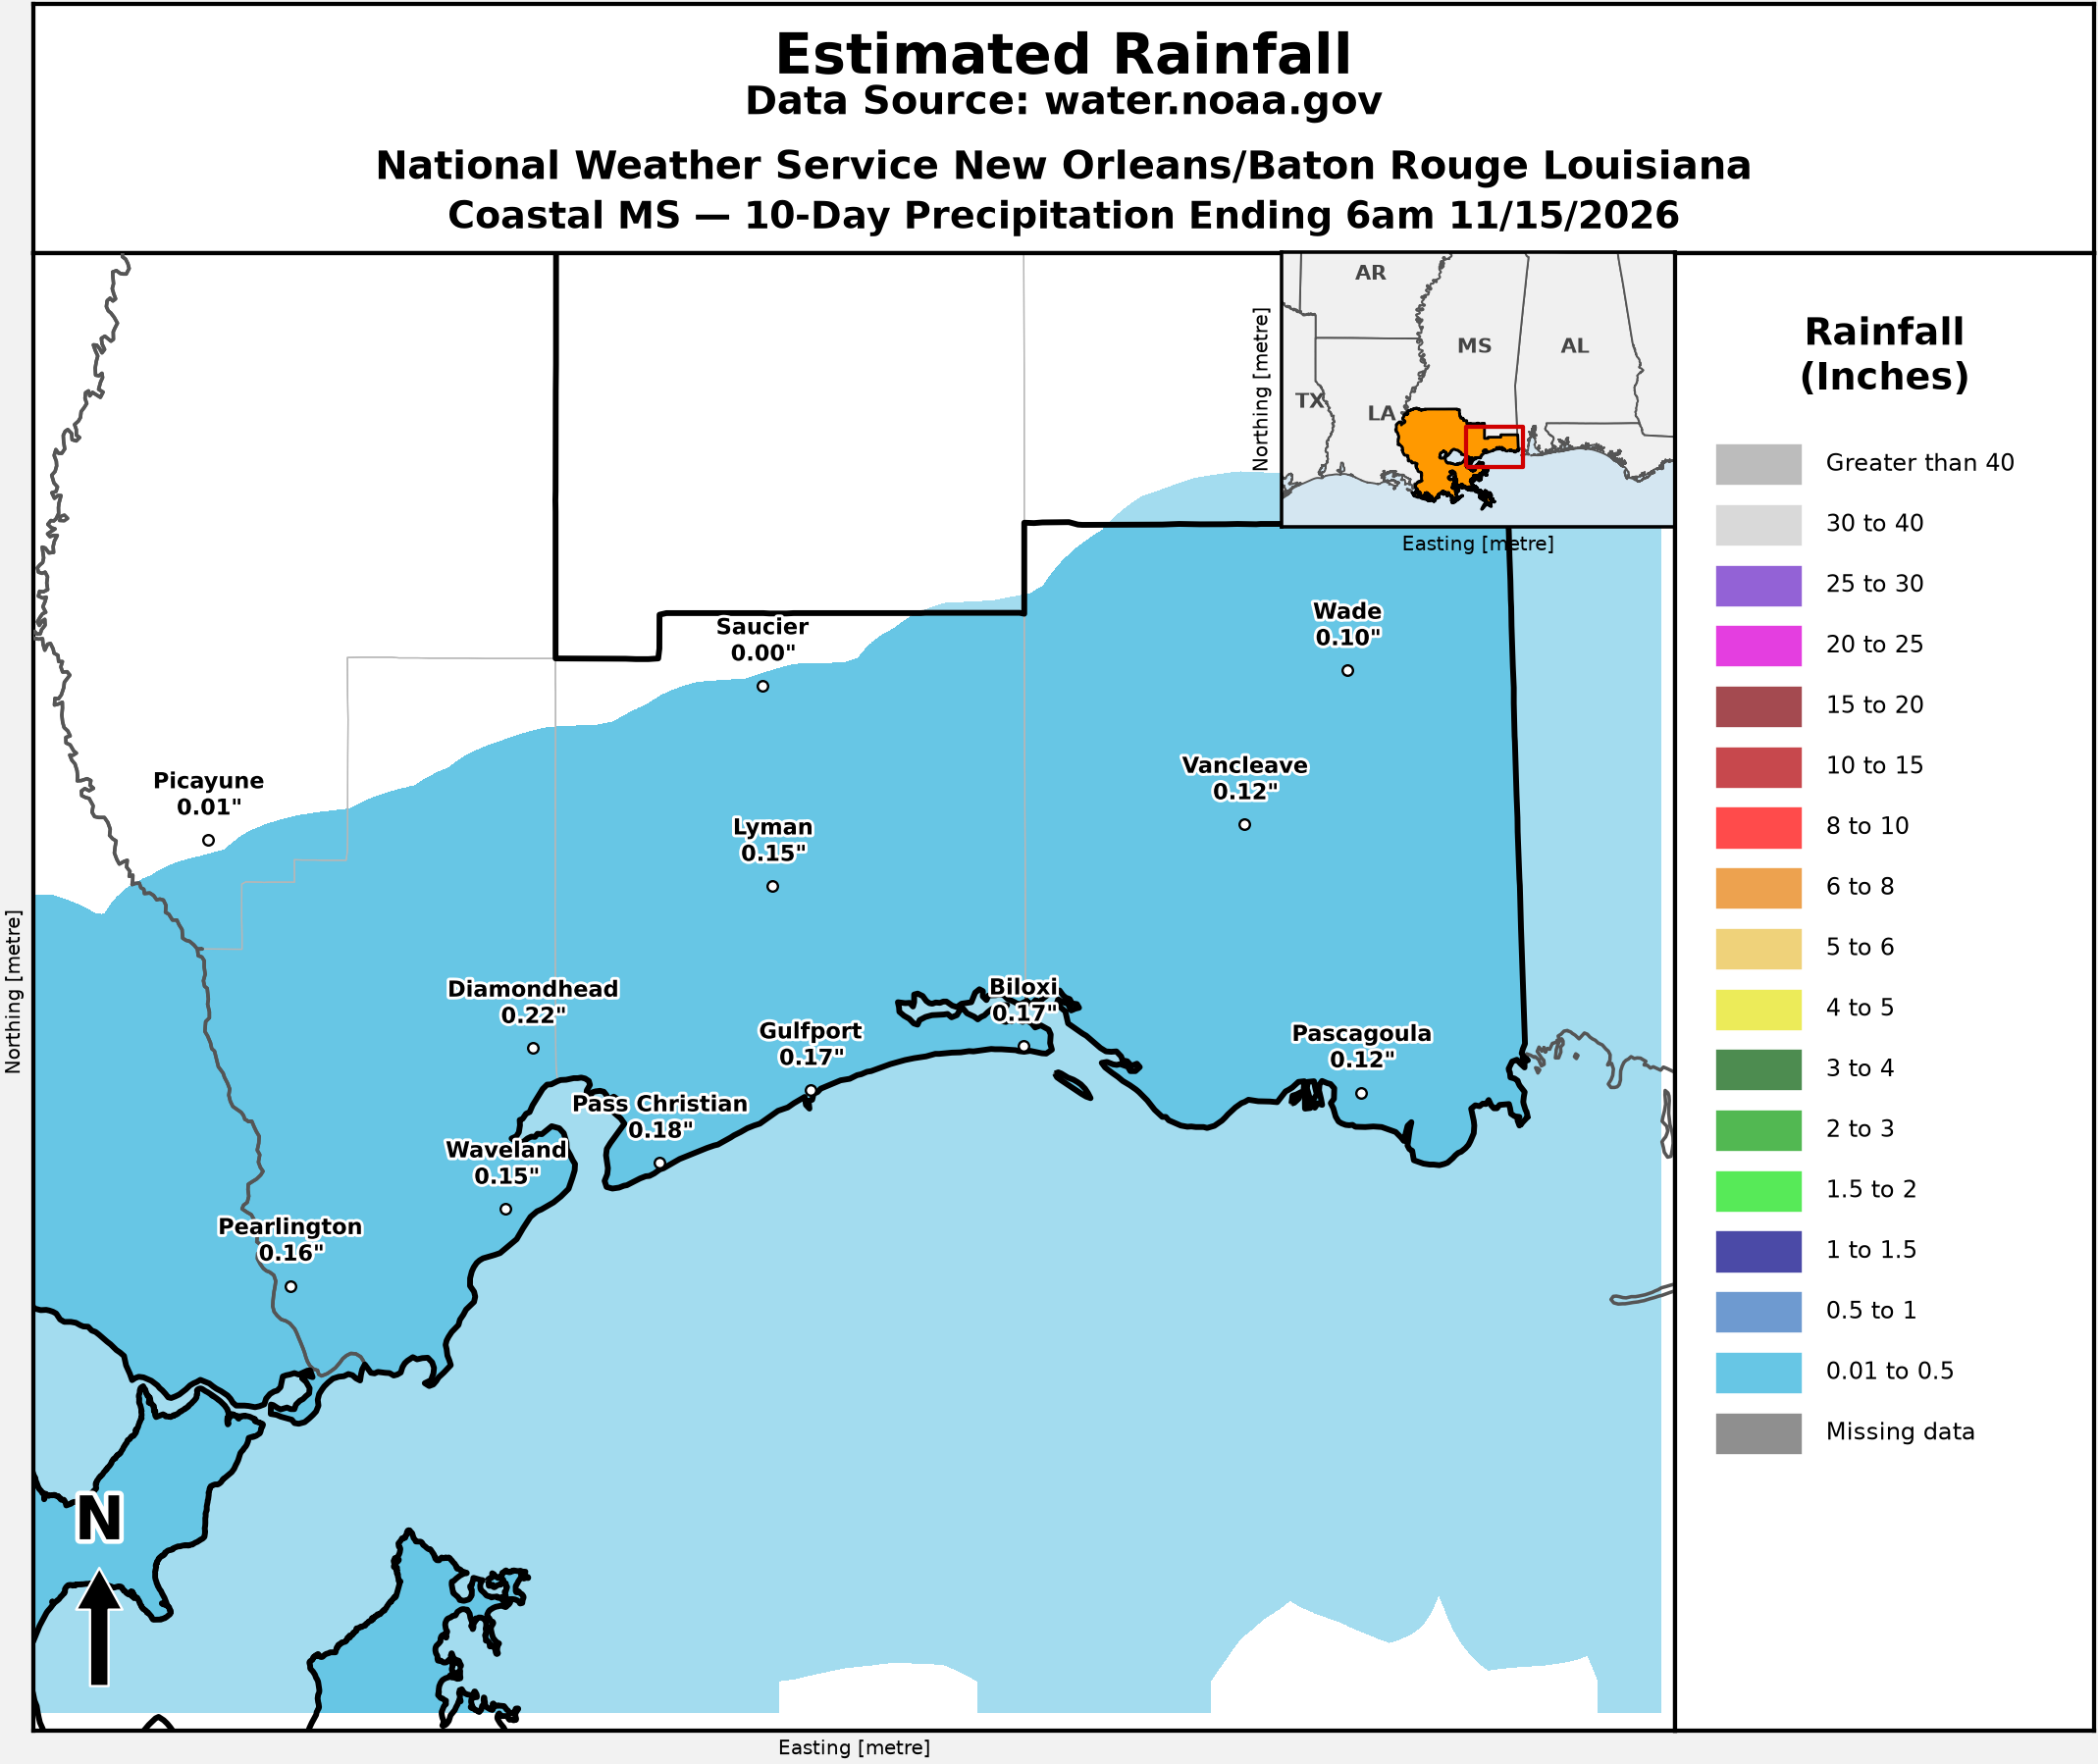 Estimated Rainfall
Data Source: water.noaa.gov
National Weather Service New Orleans/Baton Rouge Louisiana
Coastal MS — 10-Day Precipitation Ending 6am 11/15/2026
AR
MS
AL
TX
LA
Northing [metre]
Easting [metre]
Rainfall
(Inches)
Greater than 40
30 to 40
25 to 30
20 to 25
15 to 20
10 to 15
8 to 10
6 to 8
5 to 6
4 to 5
3 to 4
2 to 3
1.5 to 2
1 to 1.5
0.5 to 1
0.01 to 0.5
Missing data
Saucier
0.00"
Wade
0.10"
Picayune
0.01"
Vancleave
0.12"
Lyman
0.15"
Diamondhead
0.22"
Biloxi
0.17"
Gulfport
0.17"
Pascagoula
0.12"
Pass Christian
0.18"
Waveland
0.15"
Pearlington
0.16"
N
Northing [metre]
Easting [metre]